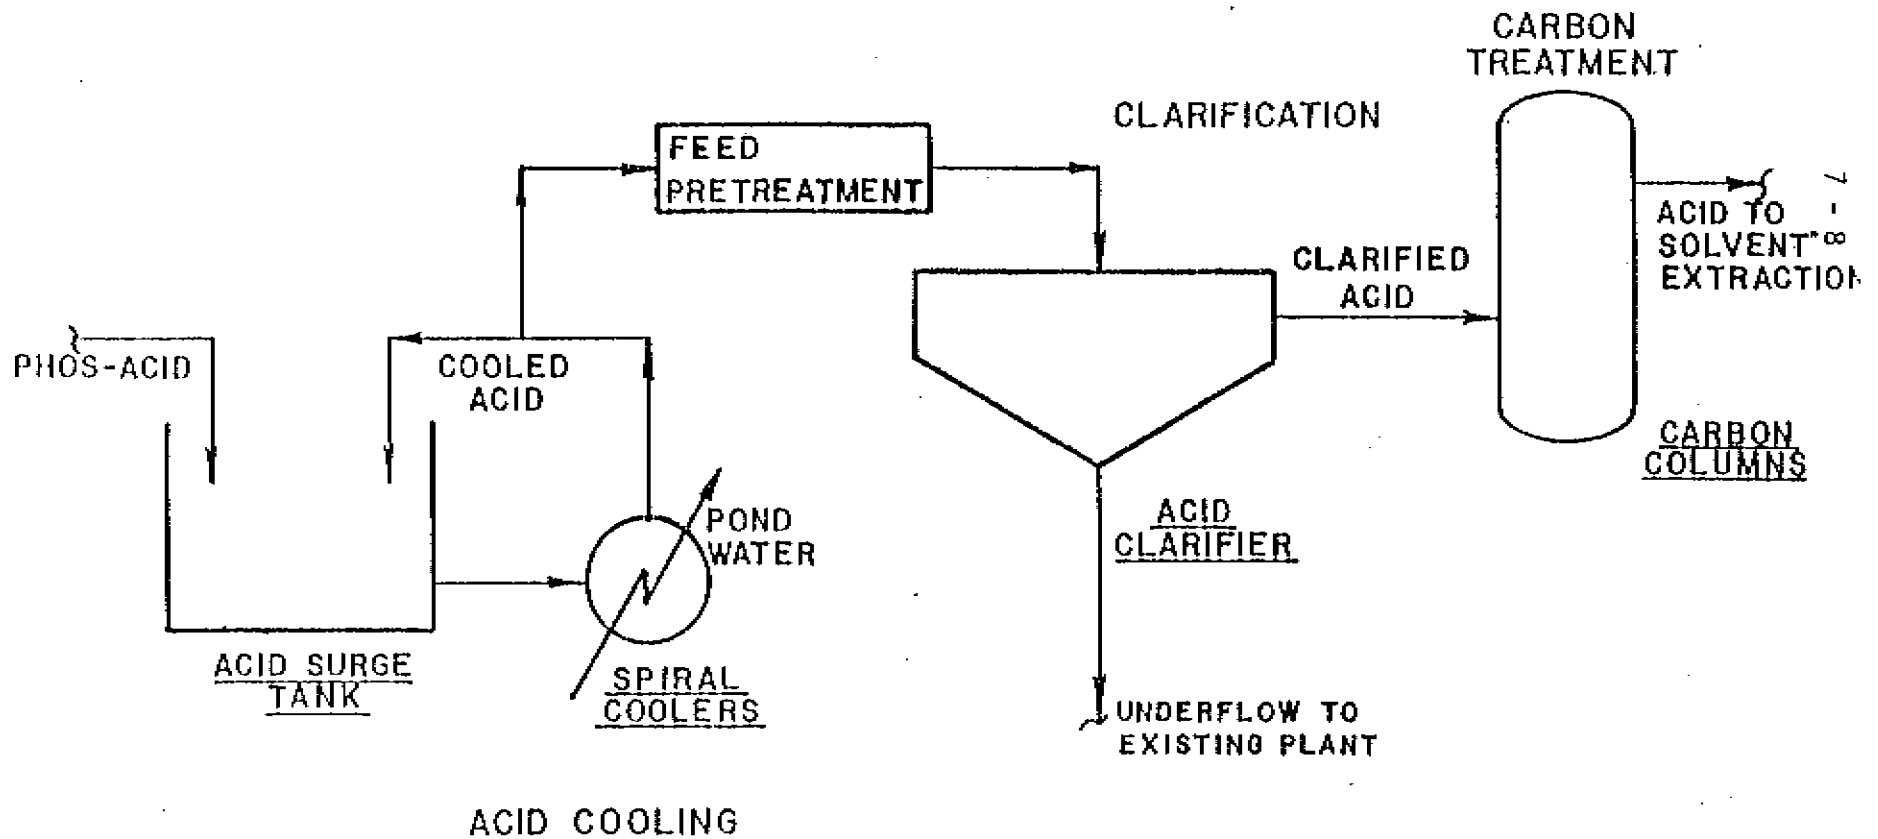 CARBON
TREATMENT
CLARIFICATION
FEED
PRETREATMENT
ACID TO
SOLVENT
EXTRACTION
7-8
CLARIFIED
ACID
PHOS-ACID
COOLED
ACID
CARBON
COLUMNS
POND
WATER
ACID
CLARIFIER
ACID SURGE
TANK
SPIRAL
COOLERS
UNDERFLOW TO
EXISTING PLANT
ACID COOLING